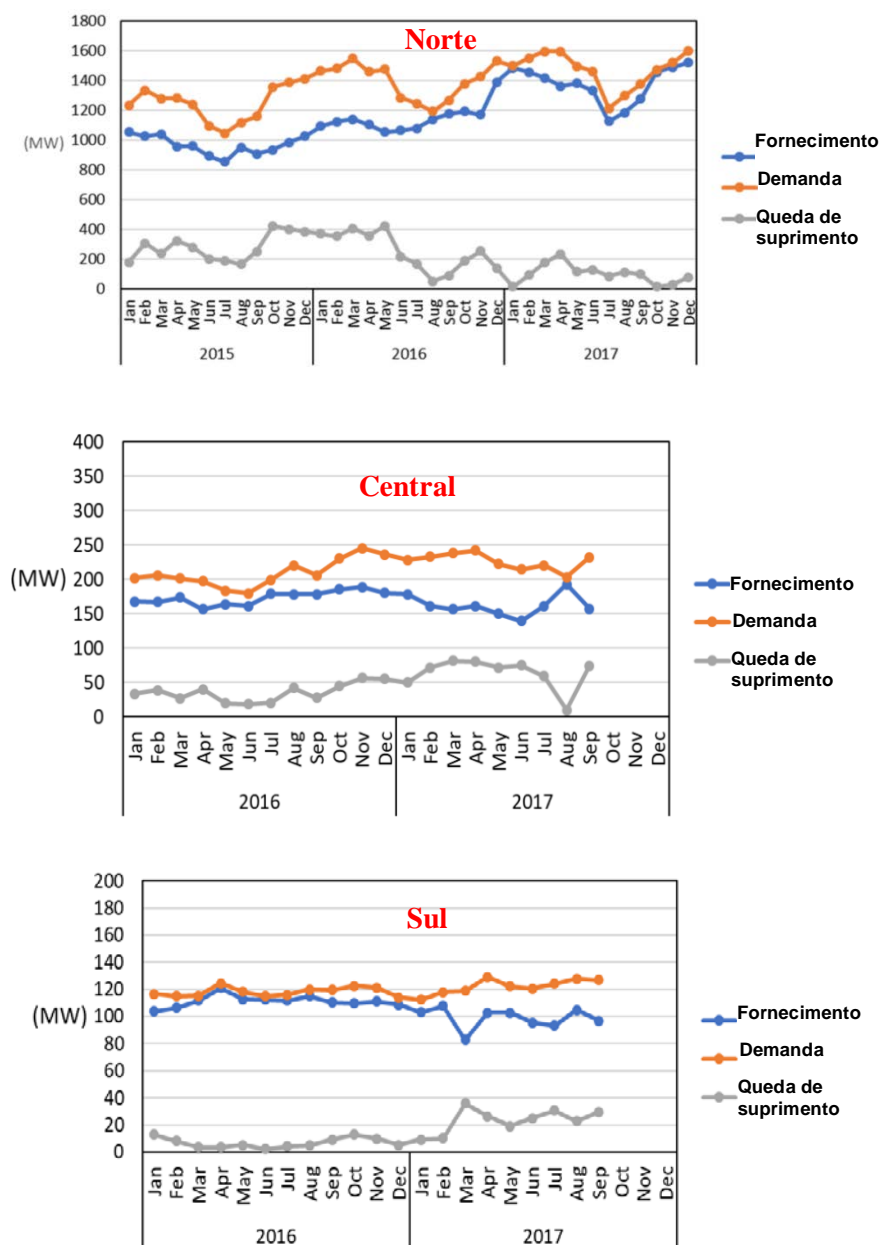 Norte
1800
1600
1400
1200
1000
800
600
400
200
0
(MW)
Jan Feb Mar Apr May Jun Jul Aug Sep Oct Nov Dec Jan Feb Mar Apr May Jun Jul Aug Sep Oct Nov Dec Jan Feb Mar Apr May Jun Jul Aug Sep Oct Nov Dec
2015 2016 2017
Fornecimento
Demanda
Queda de
suprimento
Central
400
350
300
250
200
150
100
50
0
(MW)
Jan Feb Mar Apr May Jun Jul Aug Sep Oct Nov Dec Jan Feb Mar Apr May Jun Jul Aug Sep Oct Nov Dec
2016 2017
Fornecimento
Demanda
Queda de
suprimento
Sul
200
180
160
140
120
100
80
60
40
20
0
(MW)
Jan Feb Mar Apr May Jun Jul Aug Sep Oct Nov Dec Jan Feb Mar Apr May Jun Jul Aug Sep Oct Nov Dec
2016 2017
Fornecimento
Demanda
Queda de
suprimento